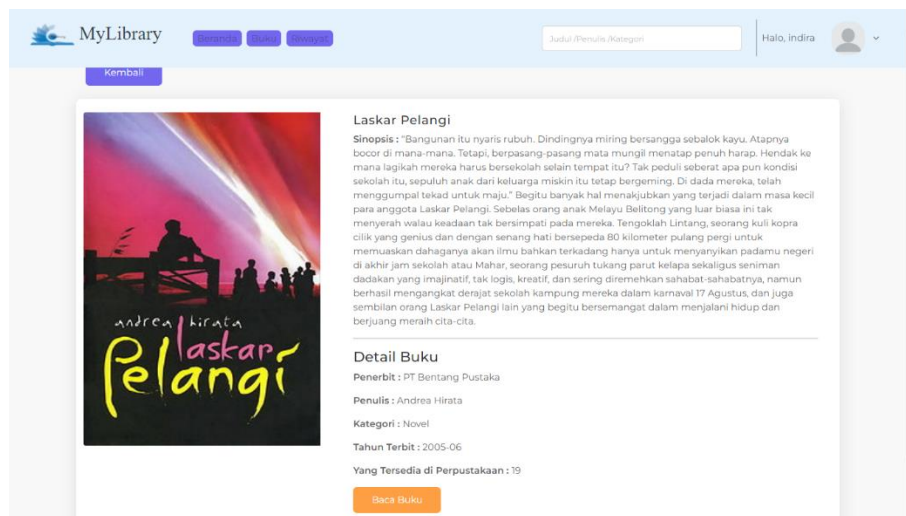 MyLibrary
Beranda Buku Riwayat
Judul /Penulis /Kategori
Halo, indira
Kembali
Laskar Pelangi
Sinopsis : "Bangunan itu nyaris rubuh. Dindingnya miring bersangga sebalok kayu. Atapnya
bocor di mana-mana. Tetapi, berpasang-pasang mata mungil menatap penuh harap. Hendak ke
mana lagikah mereka harus bersekolah selain tempat itu? Tak peduli seberat apa pun kondisi
sekolah itu, sepuluh anak dari keluarga miskin itu tetap bergeming. Di dada mereka, telah
menggumpal tekad untuk maju." Begitu banyak hal menakjubkan yang terjadi dalam masa kecil
para anggota Laskar Pelangi. Sebelas orang anak Melayu Belitong yang luar biasa ini tak
menyerah walau keadaan tak bersimpati pada mereka. Tengoklah Lintang, seorang kuli kopra
cilik yang genius dan dengan senang hati bersepeda 80 kilometer pulang pergi untuk
memuaskan dahaganya akan ilmu bahkan terkadang hanya untuk menyanyikan padamu negeri
di akhir jam sekolah atau Mahar, seorang pesuruh tukang parut kelapa sekaligus seniman
dadakan yang imajinatif, tak logis, kreatif, dan sering diremehkan sahabat-sahabatnya, namun
berhasil mengangkat derajat sekolah kampung mereka dalam karnaval 17 Agustus, dan juga
sembilan orang Laskar Pelangi lain yang begitu bersemangat dalam menjalani hidup dan
berjuang meraih cita-cita.
andrea hirata
laskar
Pelangi
Detail Buku
Penerbit : PT Bentang Pustaka
Penulis : Andrea Hirata
Kategori : Novel
Tahun Terbit : 2005-06
Yang Tersedia di Perpustakaan : 19
Baca Buku